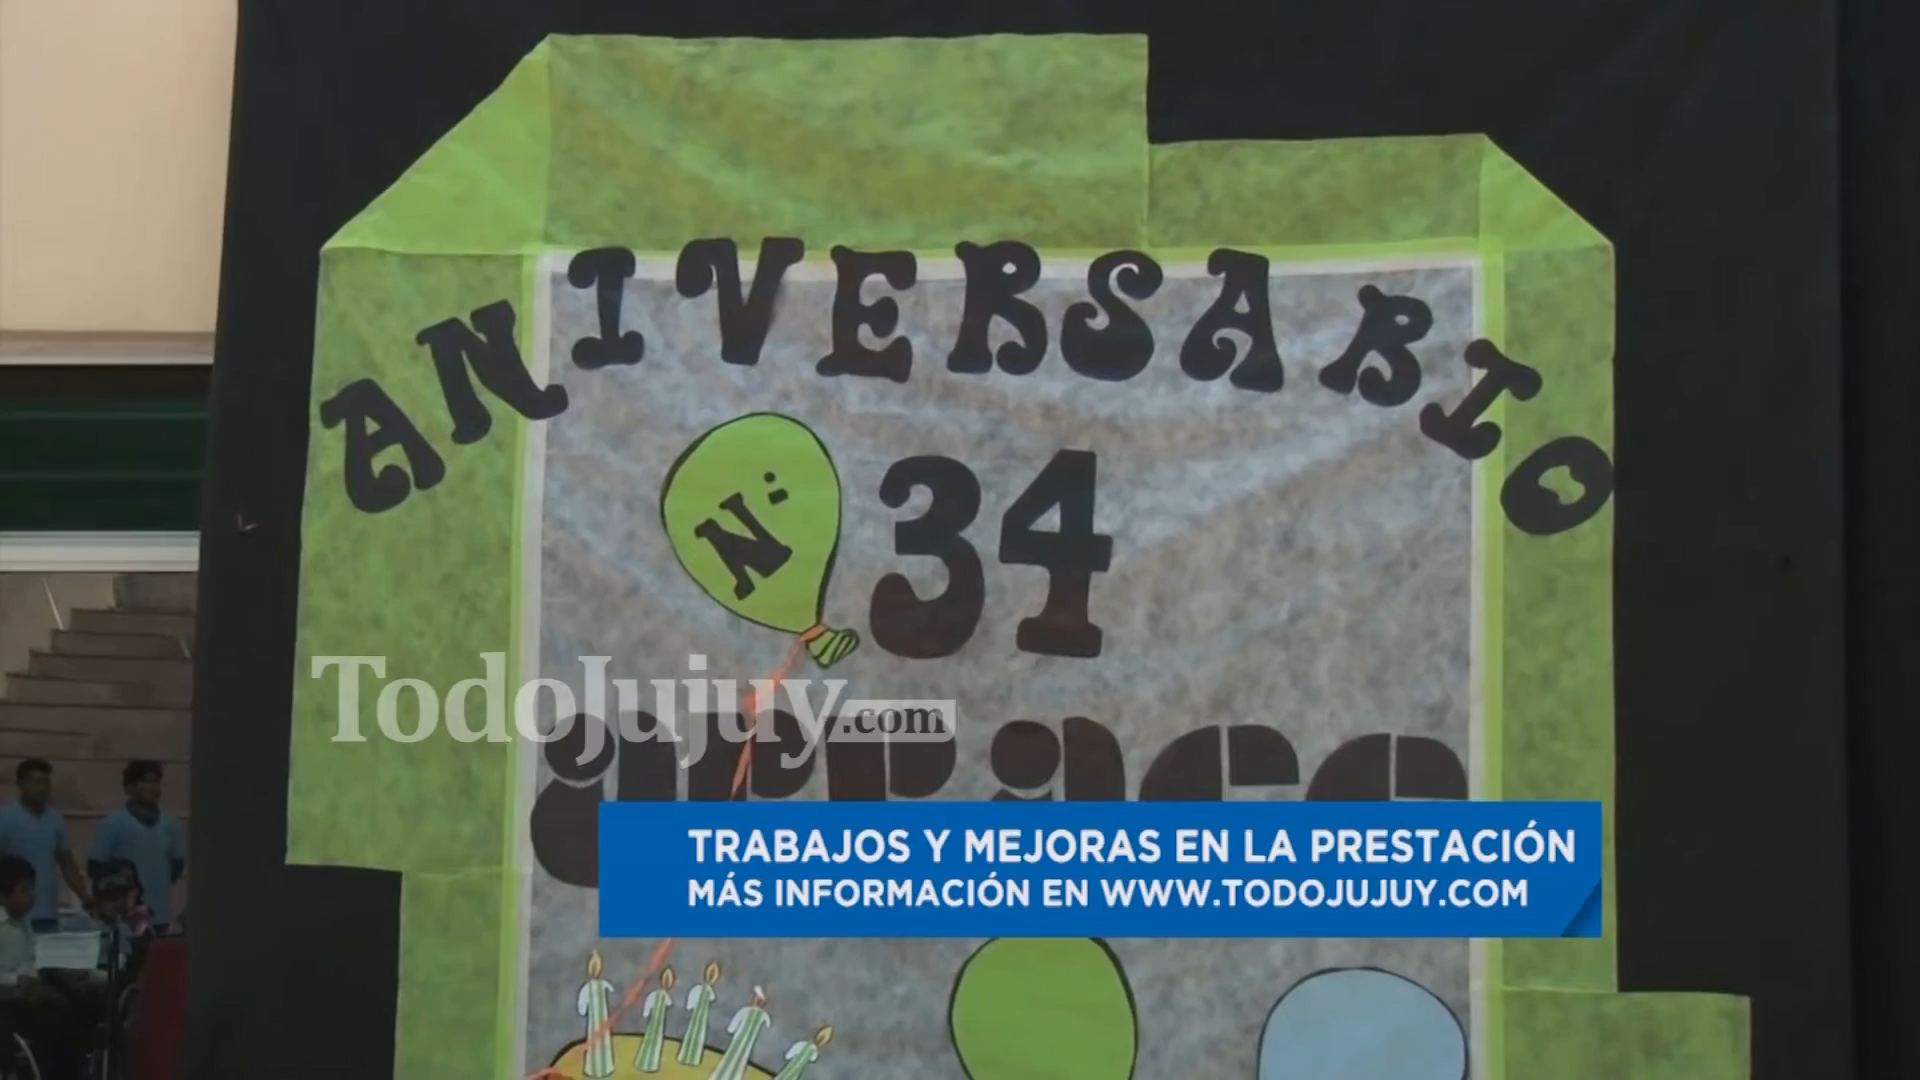 ANIVERSARIO
N: 34
TodoJujuy.com
TRABAJOS Y MEJORAS EN LA PRESTACIÓN
MÁS INFORMACIÓN EN WWW.TODOJUJUY.COM